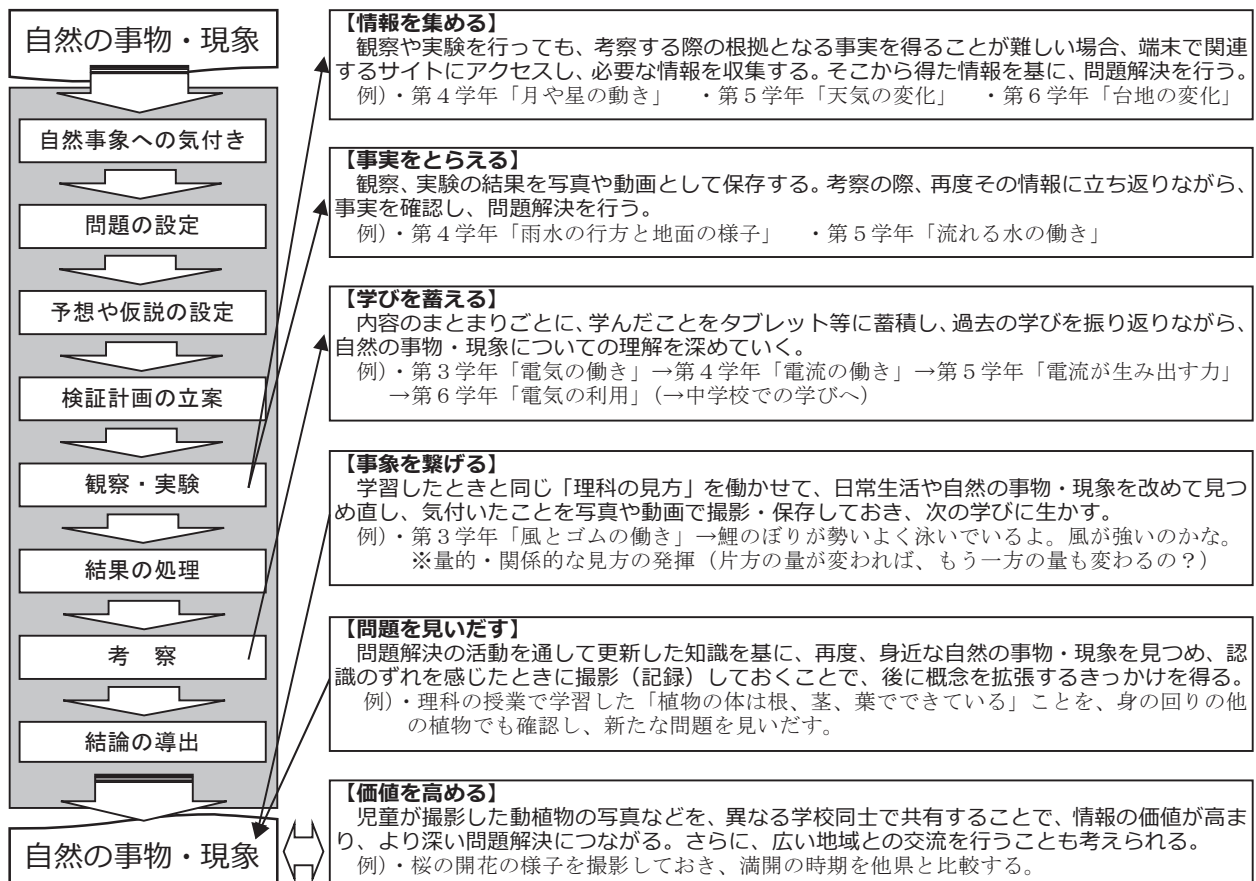 自然の事物・現象
自然事象への気付き
問題の設定
予想や仮説の設定
検証計画の立案
観察・実験
結果の処理
考　察
結論の導出
自然の事物・現象
【情報を集める】
観察や実験を行っても、考察する際の根拠となる事実を得ることが難しい場合、端末で関連
するサイトにアクセスし、必要な情報を収集する。そこから得た情報を基に、問題解決を行う。
例）・第４学年「月や星の動き」　・第５学年「天気の変化」　・第６学年「台地の変化」
【事実をとらえる】
観察、実験の結果を写真や動画として保存する。考察の際、再度その情報に立ち返りながら、
事実を確認し、問題解決を行う。
例）・第４学年「雨水の行方と地面の様子」　・第５学年「流れる水の働き」
【学びを蓄える】
内容のまとまりごとに、学んだことをタブレット等に蓄積し、過去の学びを振り返りながら、
自然の事物・現象についての理解を深めていく。
例）・第３学年「電気の働き」→第４学年「電流の働き」→第５学年「電流が生み出す力」
→第６学年「電気の利用」（→中学校での学びへ）
【事象を繋げる】
学習したときと同じ「理科の見方」を働かせて、日常生活や自然の事物・現象を改めて見つ
め直し、気付いたことを写真や動画で撮影・保存しておき、次の学びに生かす。
例）・第３学年「風とゴムの働き」→鯉のぼりが勢いよく泳いでいるよ。風が強いのかな。
※量的・関係的な見方の発揮（片方の量が変われば、もう一方の量も変わるの？）
【問題を見いだす】
問題解決の活動を通して更新した知識を基に、再度、身近な自然の事物・現象を見つめ、認
識のずれを感じたときに撮影（記録）しておくことで、後に概念を拡張するきっかけを得る。
例）・理科の授業で学習した「植物の体は根、茎、葉でできている」ことを、身の回りの他
の植物でも確認し、新たな問題を見いだす。
【価値を高める】
児童が撮影した動植物の写真などを、異なる学校同士で共有することで、情報の価値が高ま
り、より深い問題解決につながる。さらに、広い地域との交流を行うことも考えられる。
例）・桜の開花の様子を撮影しておき、満開の時期を他県と比較する。